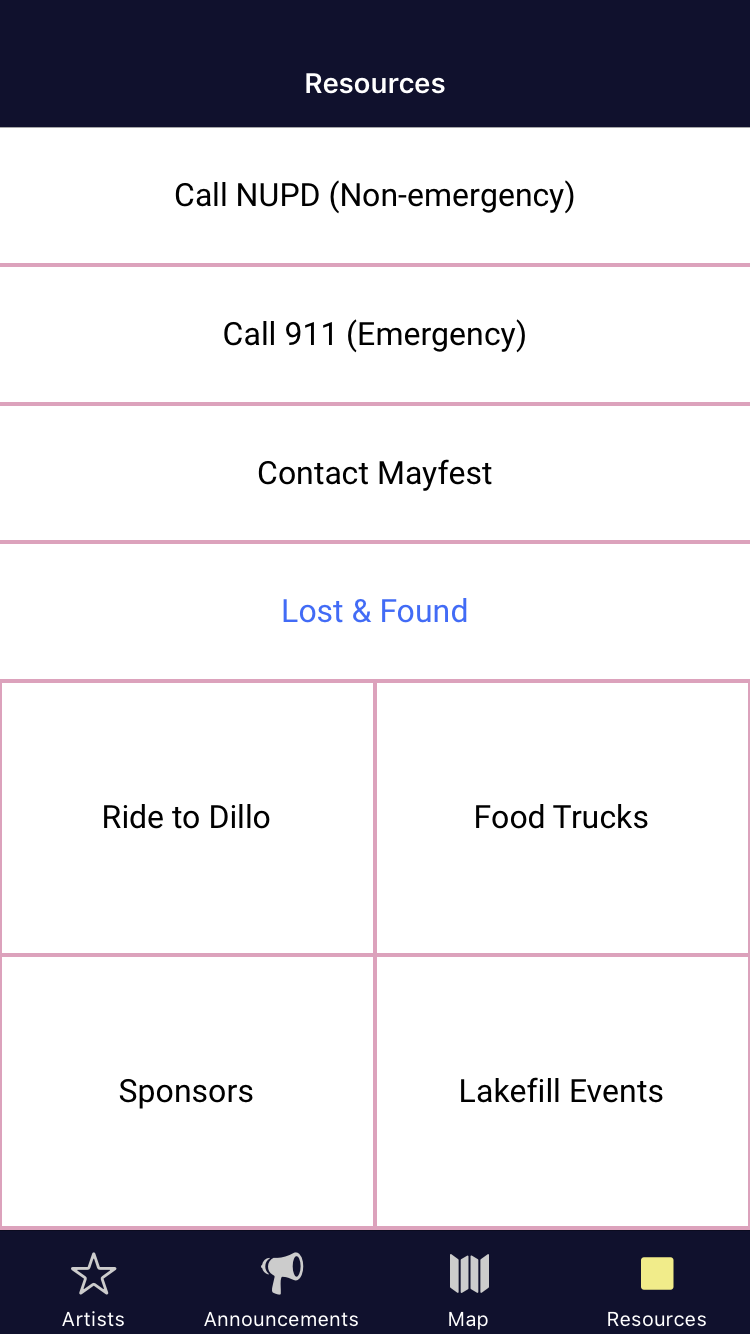 Resources
Call NUPD (Non-emergency)
Call 911 (Emergency)
Contact Mayfest
Lost & Found
Ride to Dillo
Food Trucks
Sponsors
Lakefill Events
Artists
Announcements
Map
Resources